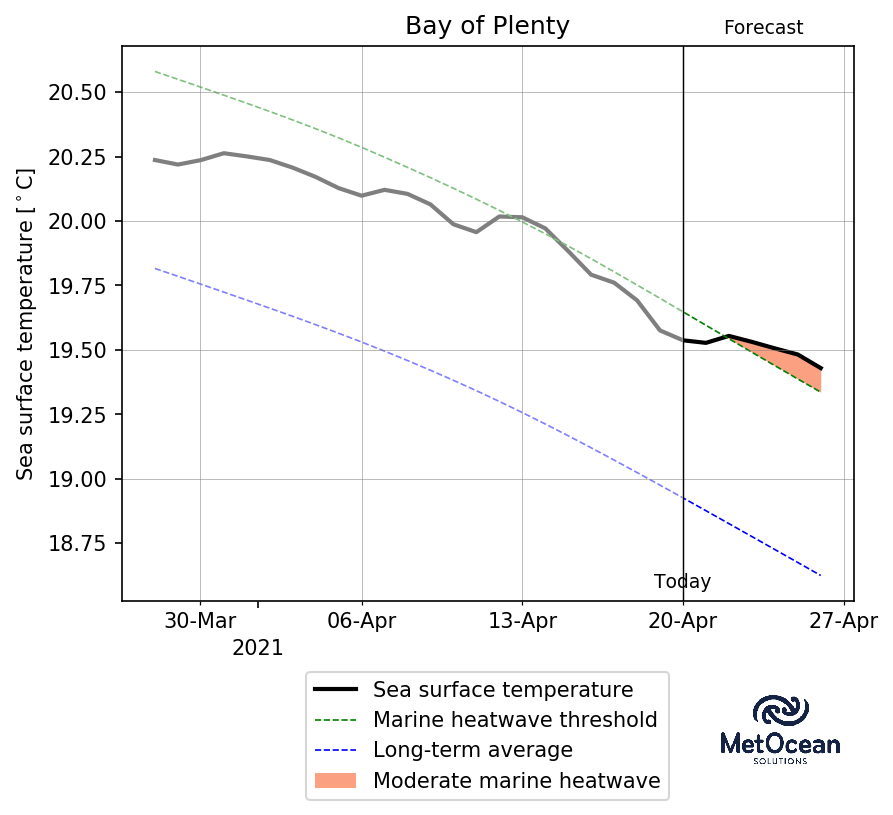 Bay of Plenty
Forecast
Sea surface temperature [°C]
20.50
20.25
20.00
19.75
19.50
19.25
19.00
18.75
Today
30-Mar
06-Apr
13-Apr
20-Apr
27-Apr
2021
Sea surface temperature
Marine heatwave threshold
Long-term average
Moderate marine heatwave
MetOcean
SOLUTIONS